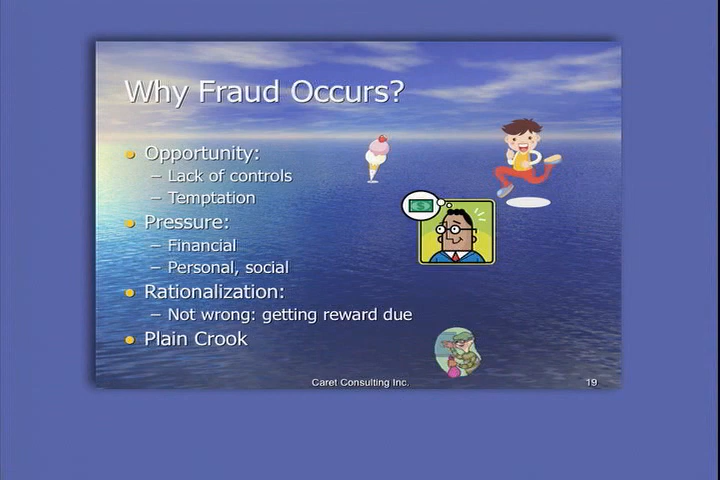 Why Fraud Occurs?
• Opportunity:
– Lack of controls
– Temptation
• Pressure:
– Financial
– Personal, social
• Rationalization:
– Not wrong: getting reward due
• Plain Crook
Caret Consulting Inc.
19